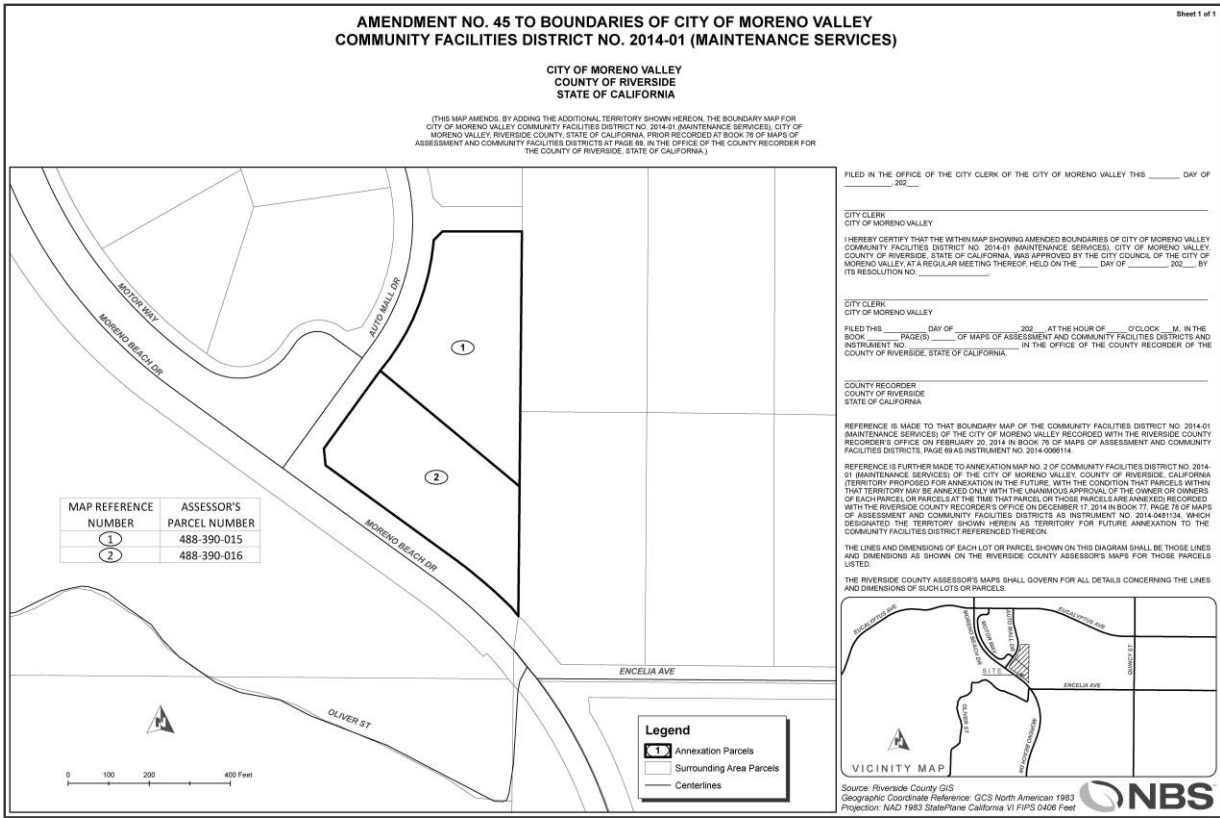 Sheet 1 of 1
AMENDMENT NO. 45 TO BOUNDARIES OF CITY OF MORENO VALLEY
COMMUNITY FACILITIES DISTRICT NO. 2014-01 (MAINTENANCE SERVICES)
CITY OF MORENO VALLEY
COUNTY OF RIVERSIDE
STATE OF CALIFORNIA
(THIS MAP AMENDS, BY ADDING THE ADDITIONAL TERRITORY SHOWN HEREON, THE BOUNDARY MAP FOR
CITY OF MORENO VALLEY COMMUNITY FACILITIES DISTRICT NO. 2014-01 (MAINTENANCE SERVICES), CITY OF
MORENO VALLEY, RIVERSIDE COUNTY, STATE OF CALIFORNIA, PRIOR RECORDED AT BOOK 76 OF MAPS OF
ASSESSMENT AND COMMUNITY FACILITIES DISTRICTS AT PAGE 69, IN THE OFFICE OF THE COUNTY RECORDER FOR
THE COUNTY OF RIVERSIDE, STATE OF CALIFORNIA.)
MOTOR WAY
MORENO BEACH DR
AUTO MALL DR
1
2
MORENO BEACH DR
ENCELIA AVE
OLIVER ST
MAP REFERENCE NUMBER ASSESSOR'S PARCEL NUMBER
1 488-390-015
2 488-390-016
N
0 100 200 400 Feet
Legend
1 Annexation Parcels
Surrounding Area Parcels
Centerlines
FILED IN THE OFFICE OF THE CITY CLERK OF THE CITY OF MORENO VALLEY THIS _______ DAY OF
___________, 202___.
CITY CLERK
CITY OF MORENO VALLEY
I HEREBY CERTIFY THAT THE WITHIN MAP SHOWING AMENDED BOUNDARIES OF CITY OF MORENO VALLEY
COMMUNITY FACILITIES DISTRICT NO. 2014-01 (MAINTENANCE SERVICES), CITY OF MORENO VALLEY,
COUNTY OF RIVERSIDE, STATE OF CALIFORNIA, WAS APPROVED BY THE CITY COUNCIL OF THE CITY OF
MORENO VALLEY, AT A REGULAR MEETING THEREOF, HELD ON THE _____ DAY OF __________, 202___, BY
ITS RESOLUTION NO. ______________.
CITY CLERK
CITY OF MORENO VALLEY
FILED THIS _________ DAY OF _____________, 202___, AT THE HOUR OF _____ O'CLOCK ___M. IN THE
BOOK _______ PAGE(S) ______ OF MAPS OF ASSESSMENT AND COMMUNITY FACILITIES DISTRICTS AND
INSTRUMENT NO. ______________________ IN THE OFFICE OF THE COUNTY RECORDER OF THE
COUNTY OF RIVERSIDE, STATE OF CALIFORNIA.
COUNTY RECORDER
COUNTY OF RIVERSIDE
STATE OF CALIFORNIA
REFERENCE IS MADE TO THAT BOUNDARY MAP OF THE COMMUNITY FACILITIES DISTRICT NO. 2014-01
(MAINTENANCE SERVICES) OF THE CITY OF MORENO VALLEY RECORDED WITH THE RIVERSIDE COUNTY
RECORDER'S OFFICE ON FEBRUARY 20, 2014 IN BOOK 76 OF MAPS OF ASSESSMENT AND COMMUNITY
FACILITIES DISTRICTS, PAGE 69 AS INSTRUMENT NO. 2014-0066114.
REFERENCE IS FURTHER MADE TO ANNEXATION MAP NO. 2 OF COMMUNITY FACILITIES DISTRICT NO. 2014-
01 (MAINTENANCE SERVICES) OF THE CITY OF MORENO VALLEY, COUNTY OF RIVERSIDE, CALIFORNIA
(TERRITORY PROPOSED FOR ANNEXATION IN THE FUTURE, WITH THE CONDITION THAT PARCELS WITHIN
THAT TERRITORY MAY BE ANNEXED ONLY WITH THE UNANIMOUS APPROVAL OF THE OWNER OR OWNERS
OF EACH PARCEL OR PARCELS AT THE TIME THAT PARCEL OR THOSE PARCELS ARE ANNEXED) RECORDED
WITH THE RIVERSIDE COUNTY RECORDER'S OFFICE ON DECEMBER 17, 2014 IN BOOK 77, PAGE 78 OF MAPS
OF ASSESSMENT AND COMMUNITY FACILITIES DISTRICTS AS INSTRUMENT NO. 2014-0481134, WHICH
DESIGNATED THE TERRITORY SHOWN HEREIN AS TERRITORY FOR FUTURE ANNEXATION TO THE
COMMUNITY FACILITIES DISTRICT REFERENCED THEREON.
THE LINES AND DIMENSIONS OF EACH LOT OR PARCEL SHOWN ON THIS DIAGRAM SHALL BE THOSE LINES
AND DIMENSIONS AS SHOWN ON THE RIVERSIDE COUNTY ASSESSOR'S MAPS FOR THOSE PARCELS
LISTED.
THE RIVERSIDE COUNTY ASSESSOR'S MAPS SHALL GOVERN FOR ALL DETAILS CONCERNING THE LINES
AND DIMENSIONS OF SUCH LOTS OR PARCELS.
EUCALYPTUS AVE
EUCALYPTUS AVE
MORENO BEACH DR
MOTOR WAY
AUTO MALL DR
QUINCY ST
SITE
ENCELIA AVE
OLIVER ST
MORENO BEACH DR
N
VICINITY MAP
Source: Riverside County GIS
Geographic Coordinate Reference: GCS North American 1983
Projection: NAD 1983 StatePlane California VI FIPS 0406 Feet
NBS